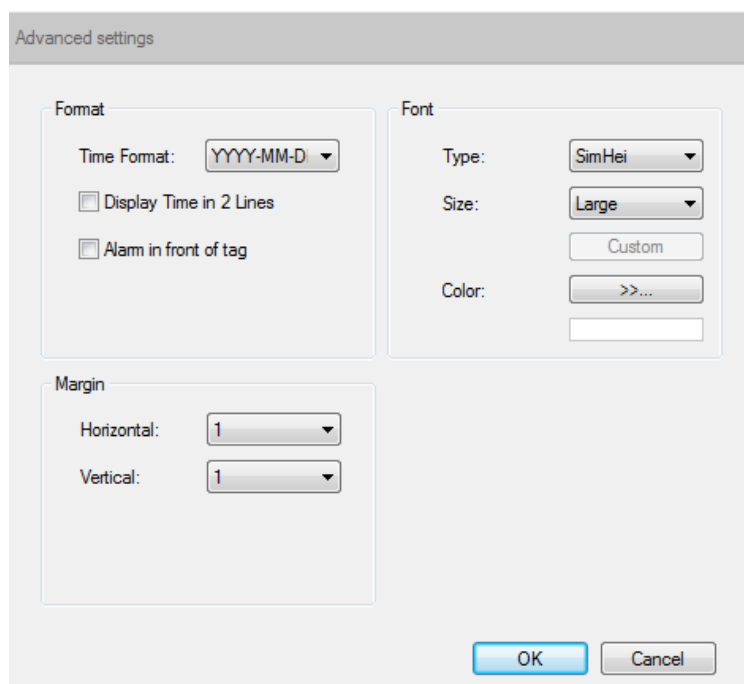 Advanced settings
Format
Time Format: YYYY-MM-D
Display Time in 2 Lines
Alarm in front of tag
Font
Type: SimHei
Size: Large
Custom
Color: >>...
Margin
Horizontal: 1
Vertical: 1
OK Cancel